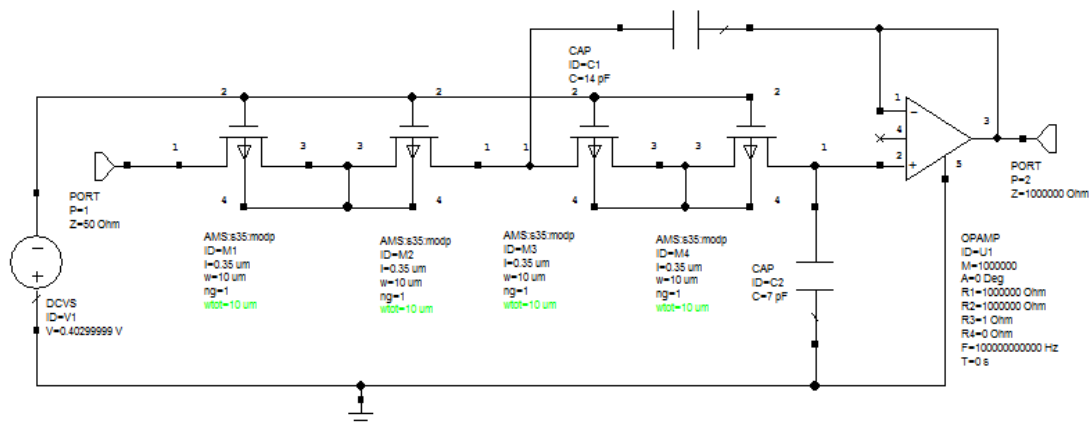 CAP
ID=C1
C=14 pF
2
2
2
2
1
3
3
1
1
3
3
1
4
4
4
4
1
4
2
3
5
PORT
P=1
Z=50 Ohm
DCVS
ID=V1
V=0.40299999 V
AMS:s35:modp
ID=M1
l=0.35 um
w=10 um
ng=1
wtot=10 um
AMS:s35:modp
ID=M2
l=0.35 um
w=10 um
ng=1
wtot=10 um
AMS:s35:modp
ID=M3
l=0.35 um
w=10 um
ng=1
wtot=10 um
AMS:s35:modp
ID=M4
l=0.35 um
w=10 um
ng=1
wtot=10 um
CAP
ID=C2
C=7 pF
PORT
P=2
Z=1000000 Ohm
OPAMP
ID=U1
M=1000000
A=0 Deg
R1=1000000 Ohm
R2=1000000 Ohm
R3=1 Ohm
R4=0 Ohm
F=100000000000 Hz
T=0 s